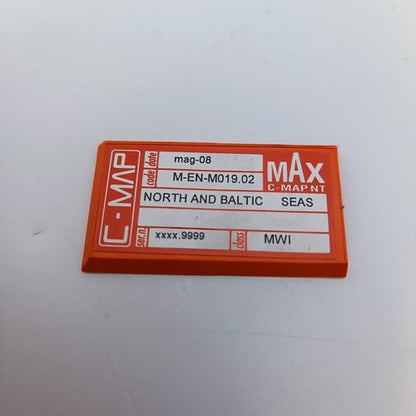 C-MAP
date mag-08
code M-EN-M019.02
MAX
C-MAP NT
NORTH AND BALTIC SEAS
ser.n xxxx.9999
class MWI